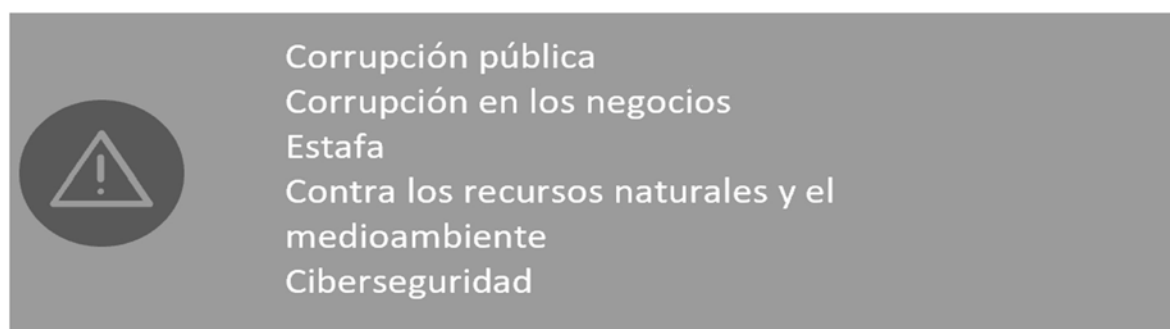 Corrupción pública
Corrupción en los negocios
Estafa
Contra los recursos naturales y el
medioambiente
Ciberseguridad